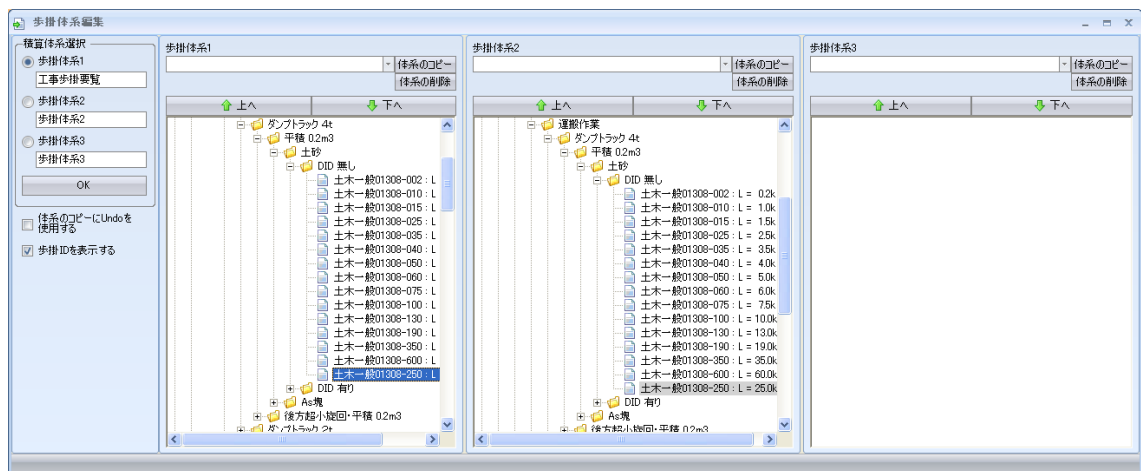 歩掛体系編集
積算体系選択
歩掛体系1
工事歩掛要覧
歩掛体系2
歩掛体系2
歩掛体系3
歩掛体系3
OK
体系のコピーにUndoを
使用する
歩掛IDを表示する
歩掛体系1
体系のコピー
体系の削除
上へ 下へ
ダンプトラック 4t
平積 0.2m3
土砂
DID 無し
土木一般01308-002 : L
土木一般01308-010 : L
土木一般01308-015 : L
土木一般01308-025 : L
土木一般01308-035 : L
土木一般01308-040 : L
土木一般01308-050 : L
土木一般01308-060 : L
土木一般01308-075 : L
土木一般01308-100 : L
土木一般01308-130 : L
土木一般01308-190 : L
土木一般01308-350 : L
土木一般01308-600 : L
土木一般01308-250 : L
DID 有り
As塊
後方超小旋回・平積 0.2m3
ダンプトラック 2t
歩掛体系2
体系のコピー
体系の削除
上へ 下へ
運搬作業
ダンプトラック 4t
平積 0.2m3
土砂
DID 無し
土木一般01308-002 : L = 0.2k
土木一般01308-010 : L = 1.0k
土木一般01308-015 : L = 1.5k
土木一般01308-025 : L = 2.5k
土木一般01308-035 : L = 3.5k
土木一般01308-040 : L = 4.0k
土木一般01308-050 : L = 5.0k
土木一般01308-060 : L = 6.0k
土木一般01308-075 : L = 7.5k
土木一般01308-100 : L = 10.0k
土木一般01308-130 : L = 13.0k
土木一般01308-190 : L = 19.0k
土木一般01308-350 : L = 35.0k
土木一般01308-600 : L = 60.0k
土木一般01308-250 : L = 25.0k
DID 有り
As塊
後方超小旋回・平積 0.2m3
歩掛体系3
体系のコピー
体系の削除
上へ 下へ